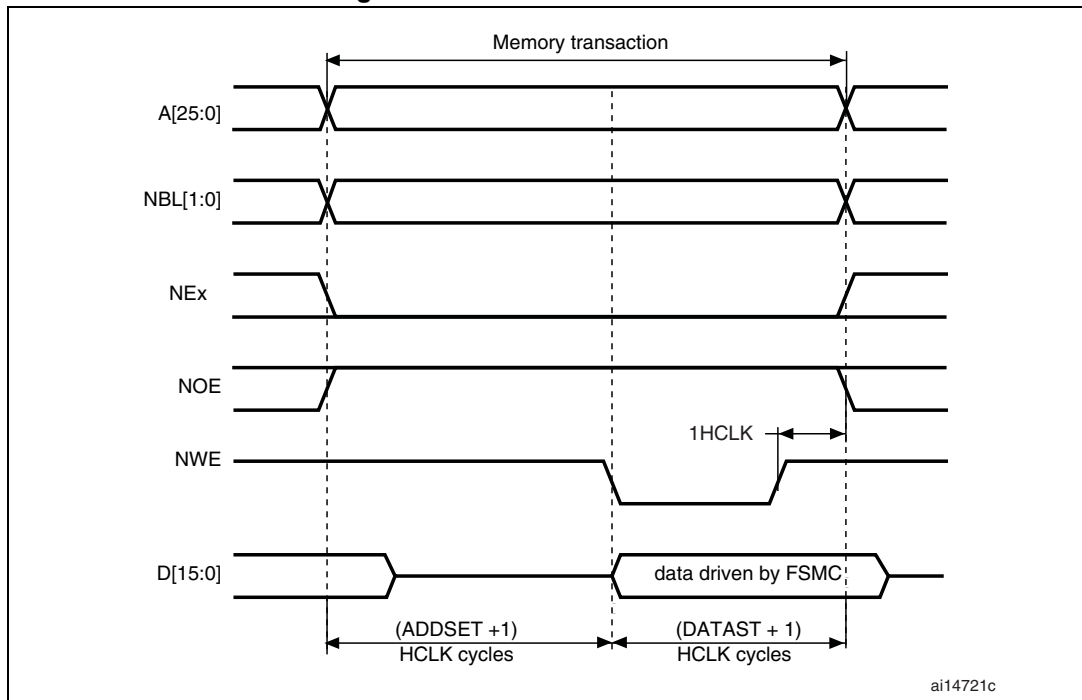 Memory transaction
A[25:0]
NBL[1:0]
NEx
NOE
1HCLK
NWE
D[15:0]
data driven by FSMC
(ADDSET +1)
HCLK cycles
(DATAST + 1)
HCLK cycles
ai14721c